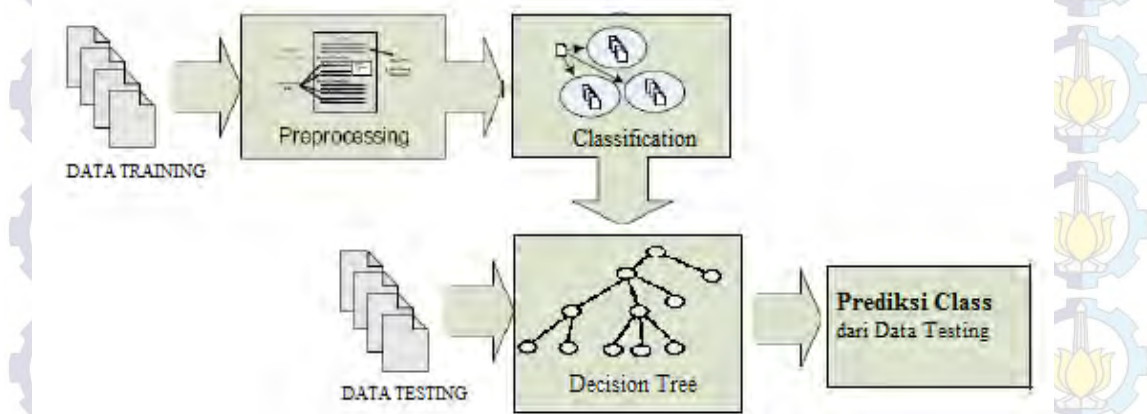 Preprocessing
Classification
DATA TRAINING
Decision Tree
DATA TESTING
Prediksi Class
dari Data Testing